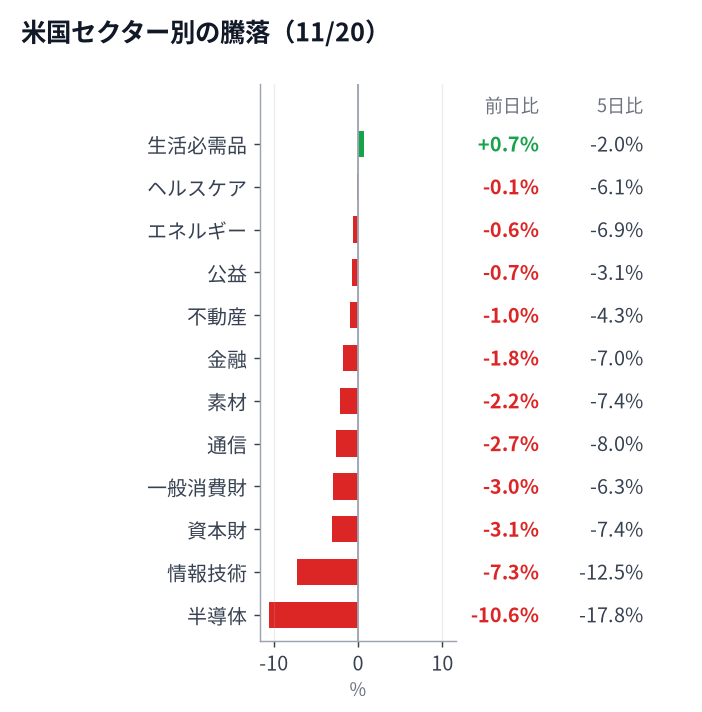 米国セクター別の騰落（11/20）
前日比 5日比
生活必需品 +0.7% -2.0%
ヘルスケア -0.1% -6.1%
エネルギー -0.6% -6.9%
公益 -0.7% -3.1%
不動産 -1.0% -4.3%
金融 -1.8% -7.0%
素材 -2.2% -7.4%
通信 -2.7% -8.0%
一般消費財 -3.0% -6.3%
資本財 -3.1% -7.4%
情報技術 -7.3% -12.5%
半導体 -10.6% -17.8%
-10 0 10
%